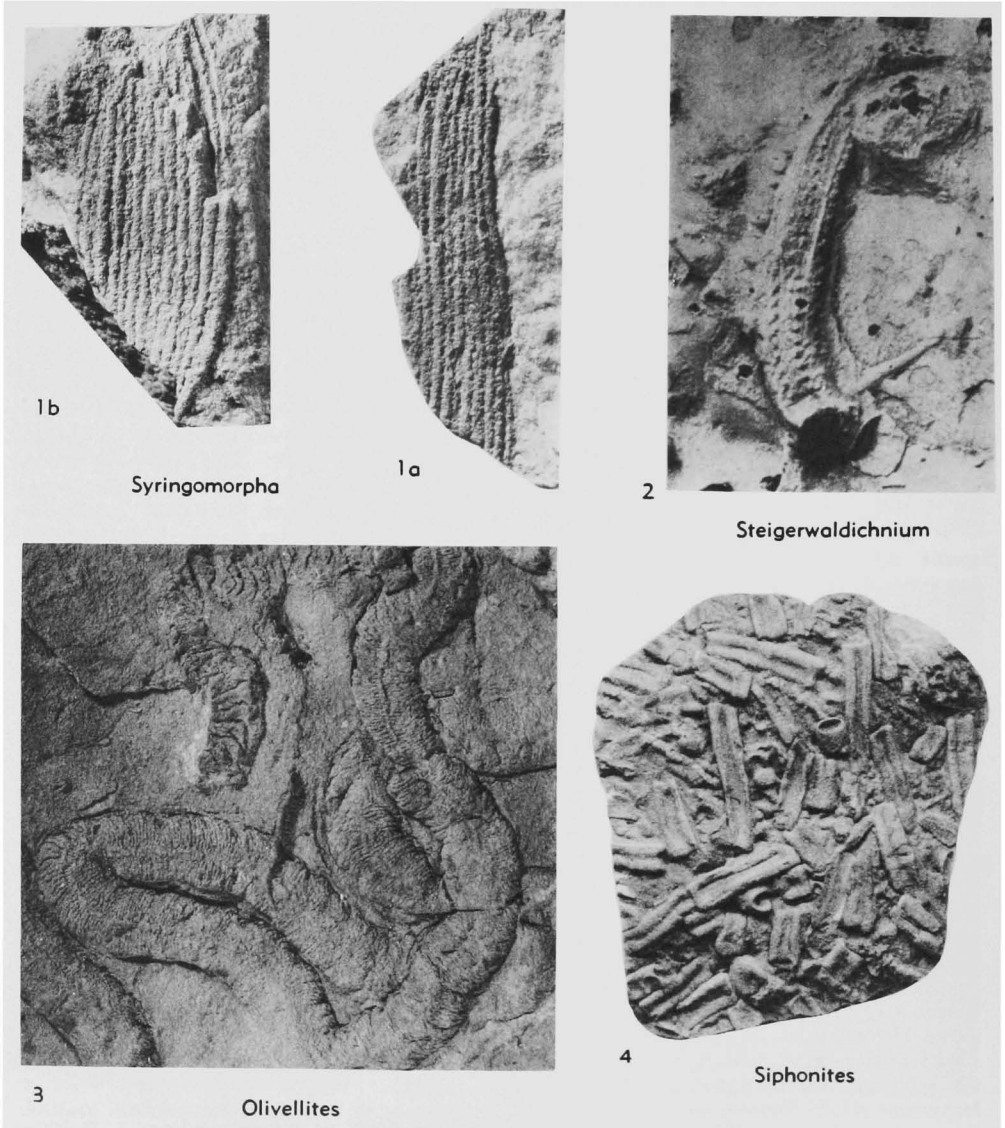 1b
Syringomorpha
1a
2
Steigerwaldichnium
3
Olivellites
4
Siphonites